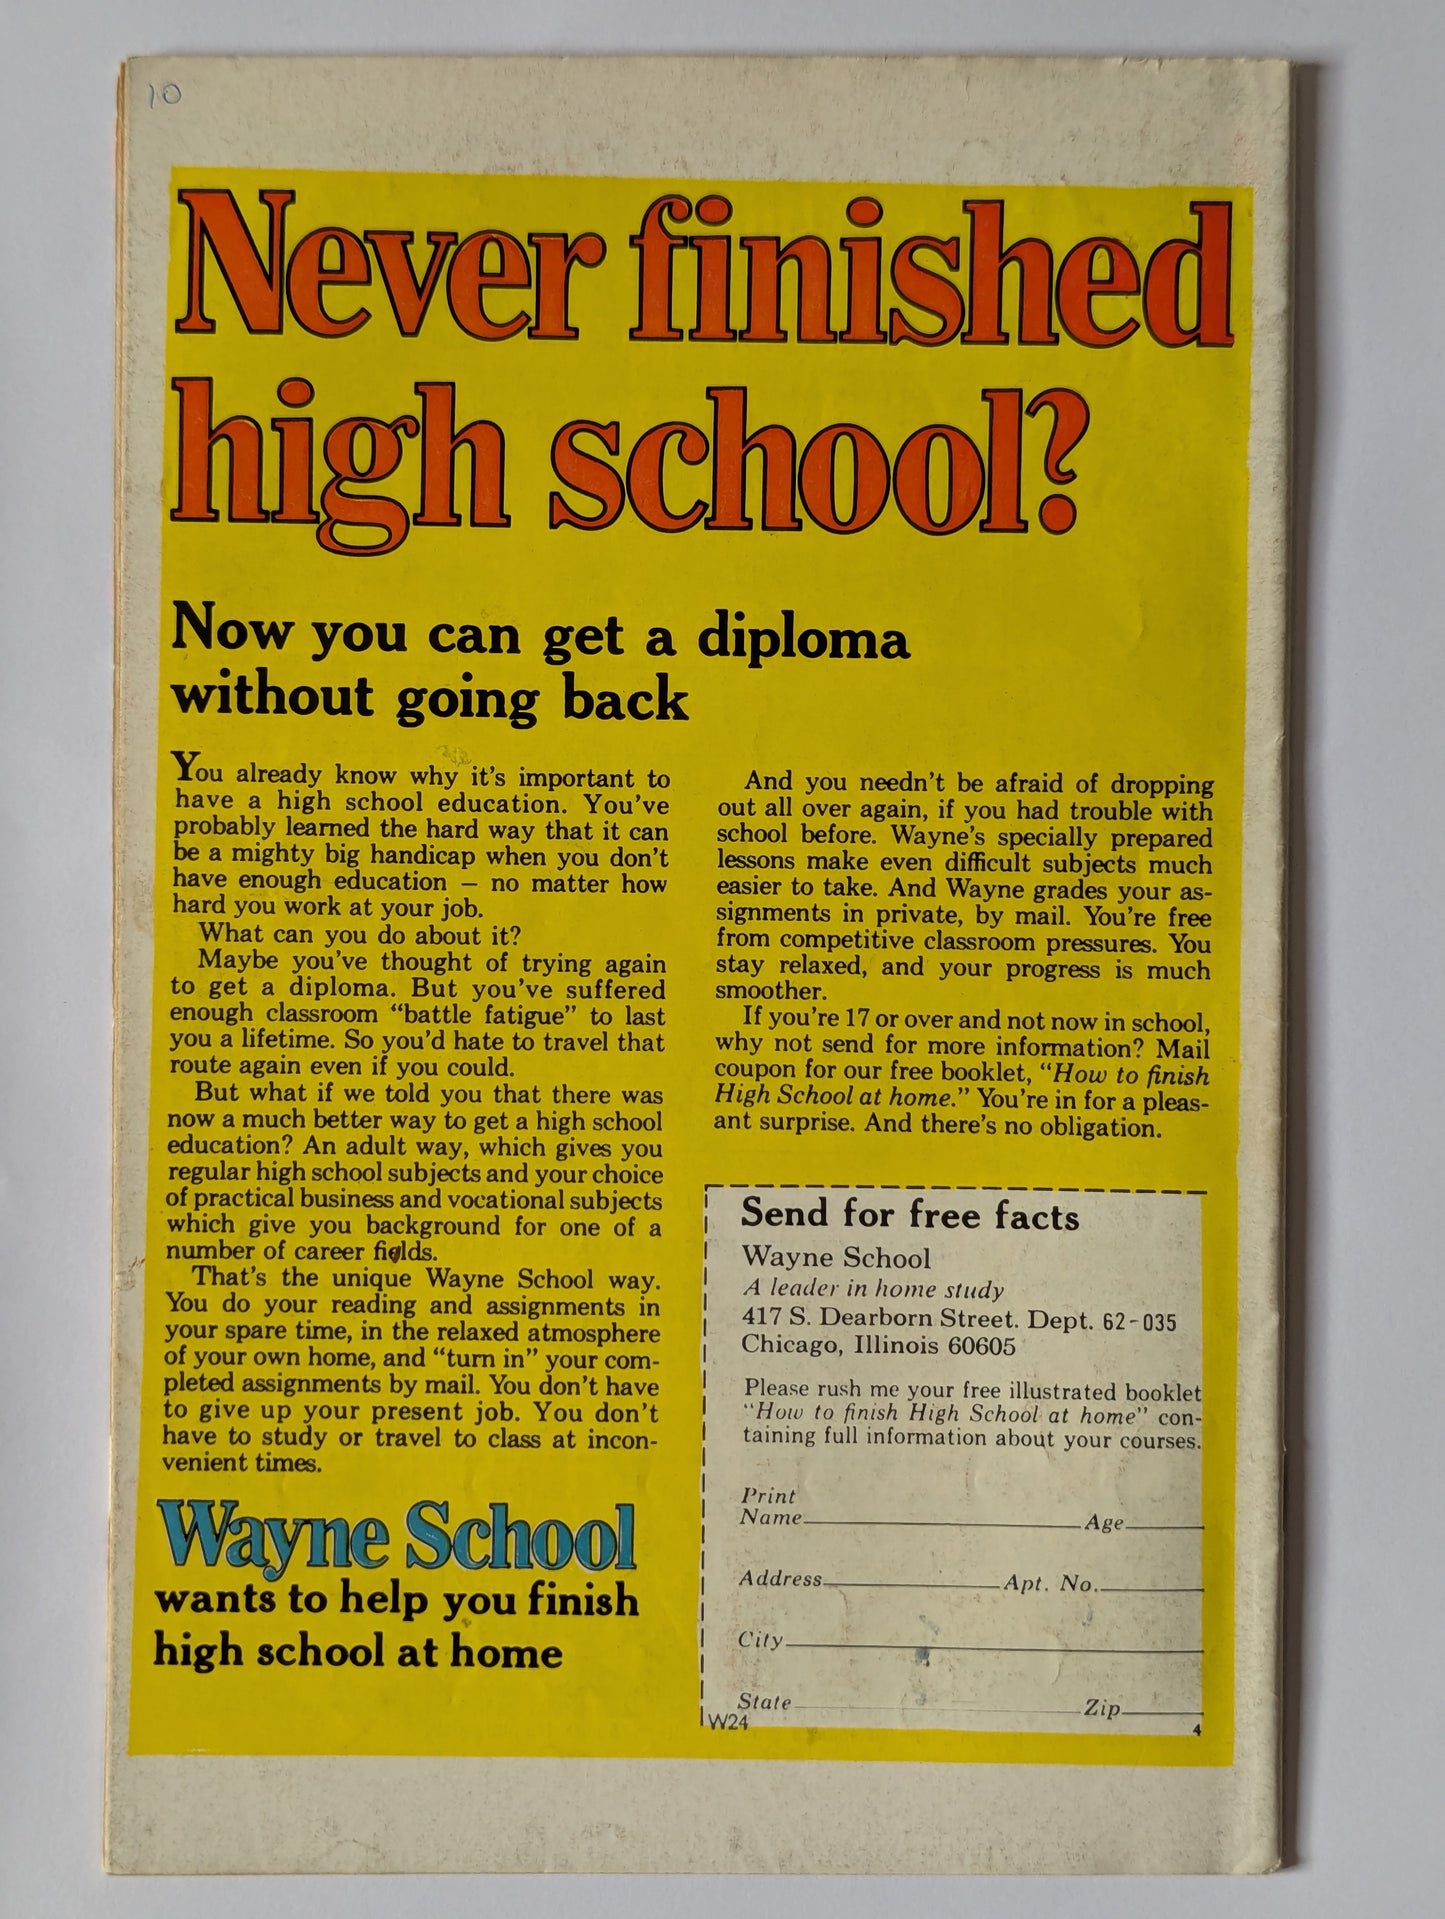 10
Never finished
high school?
Now you can get a diploma
without going back
You already know why it's important to
have a high school education. You've
probably learned the hard way that it can
be a mighty big handicap when you don't
have enough education – no matter how
hard you work at your job.
What can you do about it?
Maybe you've thought of trying again
to get a diploma. But you've suffered
enough classroom "battle fatigue" to last
you a lifetime. So you'd hate to travel that
route again even if you could.
But what if we told you that there was
now a much better way to get a high school
education? An adult way, which gives you
regular high school subjects and your choice
of practical business and vocational subjects
which give you background for one of a
number of career fields.
That's the unique Wayne School way.
You do your reading and assignments in
your spare time, in the relaxed atmosphere
of your own home, and "turn in" your com-
pleted assignments by mail. You don't have
to give up your present job. You don't
have to study or travel to class at incon-
venient times.
Wayne School
wants to help you finish
high school at home
And you needn't be afraid of dropping
out all over again, if you had trouble with
school before. Wayne's specially prepared
lessons make even difficult subjects much
easier to take. And Wayne grades your as-
signments in private, by mail. You're free
from competitive classroom pressures. You
stay relaxed, and your progress is much
smoother.
If you're 17 or over and not now in school,
why not send for more information? Mail
coupon for our free booklet, "How to finish
High School at home." You're in for a pleas-
ant surprise. And there's no obligation.
Send for free facts
Wayne School
A leader in home study
417 S. Dearborn Street. Dept. 62-035
Chicago, Illinois 60605
Please rush me your free illustrated booklet
"How to finish High School at home" con-
taining full information about your courses.
Print
Name Age
Address Apt. No.
City
State Zip
W24 4